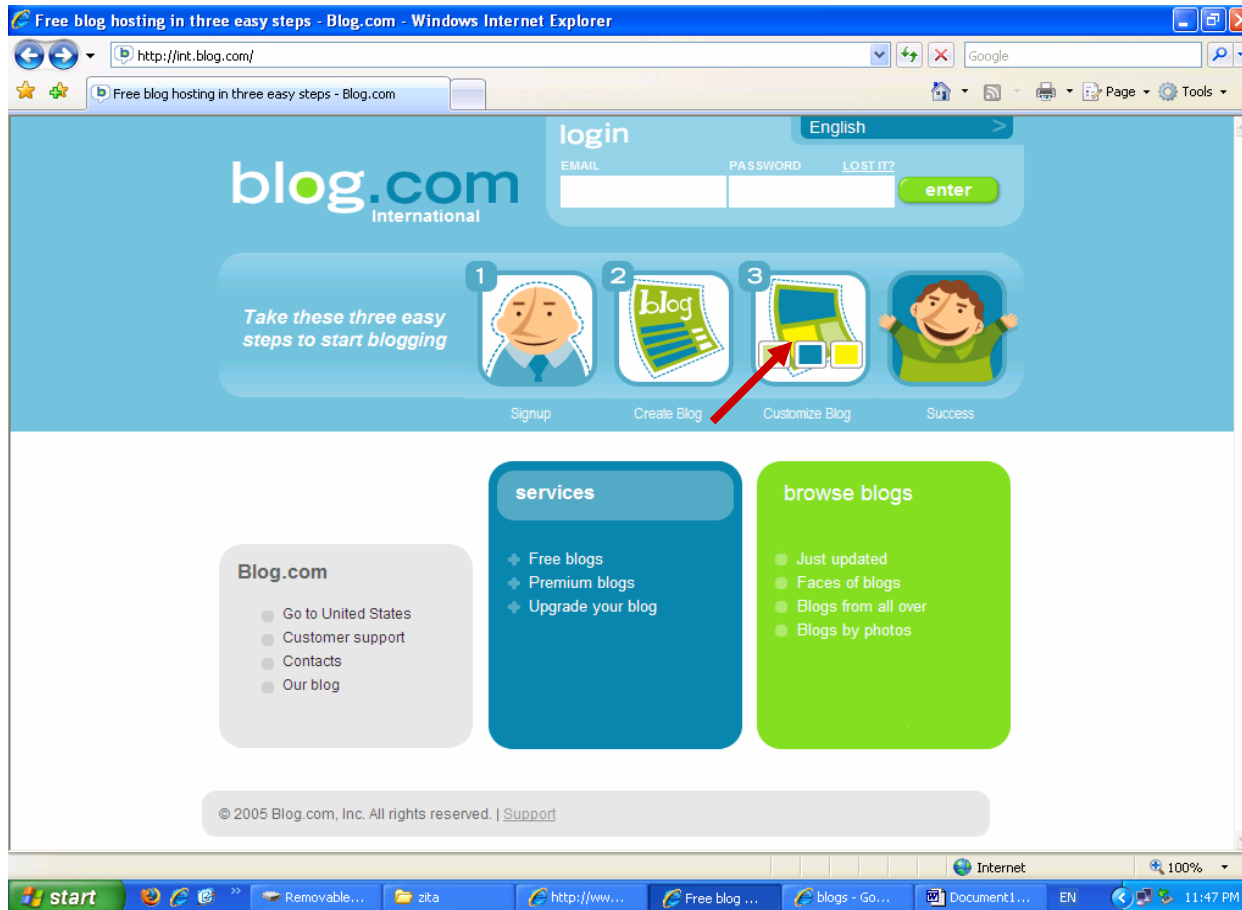 Free blog hosting in three easy steps - Blog.com - Windows Internet Explorer
http://int.blog.com/
Google
Free blog hosting in three easy steps - Blog.com
Page
Tools
login
English >
EMAIL PASSWORD LOST IT?
blog.com
International
enter
Take these three easy
steps to start blogging
1 2 3
blog
Signup Create Blog Customize Blog Success
services
Free blogs
Premium blogs
Upgrade your blog
browse blogs
Just updated
Faces of blogs
Blogs from all over
Blogs by photos
Blog.com
Go to United States
Customer support
Contacts
Our blog
© 2005 Blog.com, Inc. All rights reserved. | Support
Internet 100%
start » Removable... zita http://ww... Free blog ... blogs - Go... Document1... EN 11:47 PM